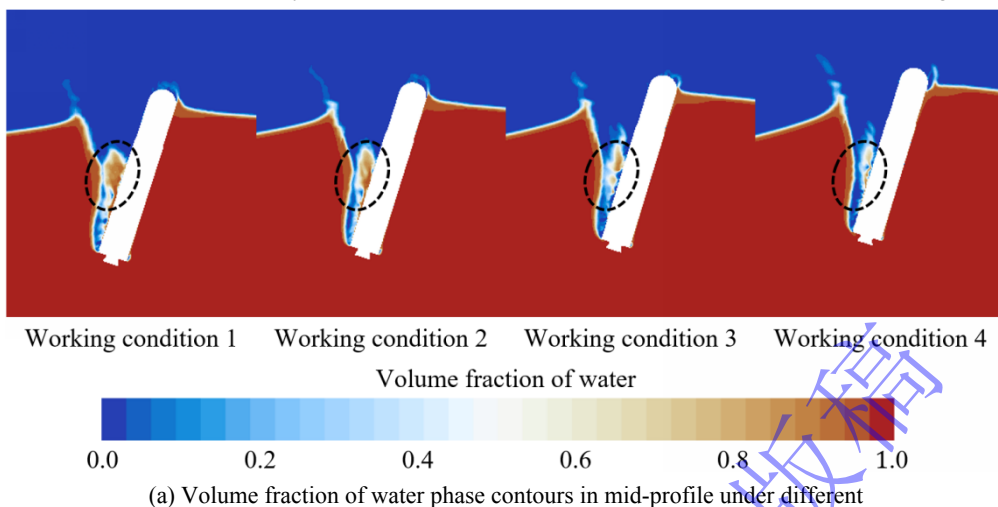 Working condition 1 Working condition 2 Working condition 3 Working condition 4
Volume fraction of water
0.0 0.2 0.4 0.6 0.8 1.0
(a) Volume fraction of water phase contours in mid-profile under different
版稿